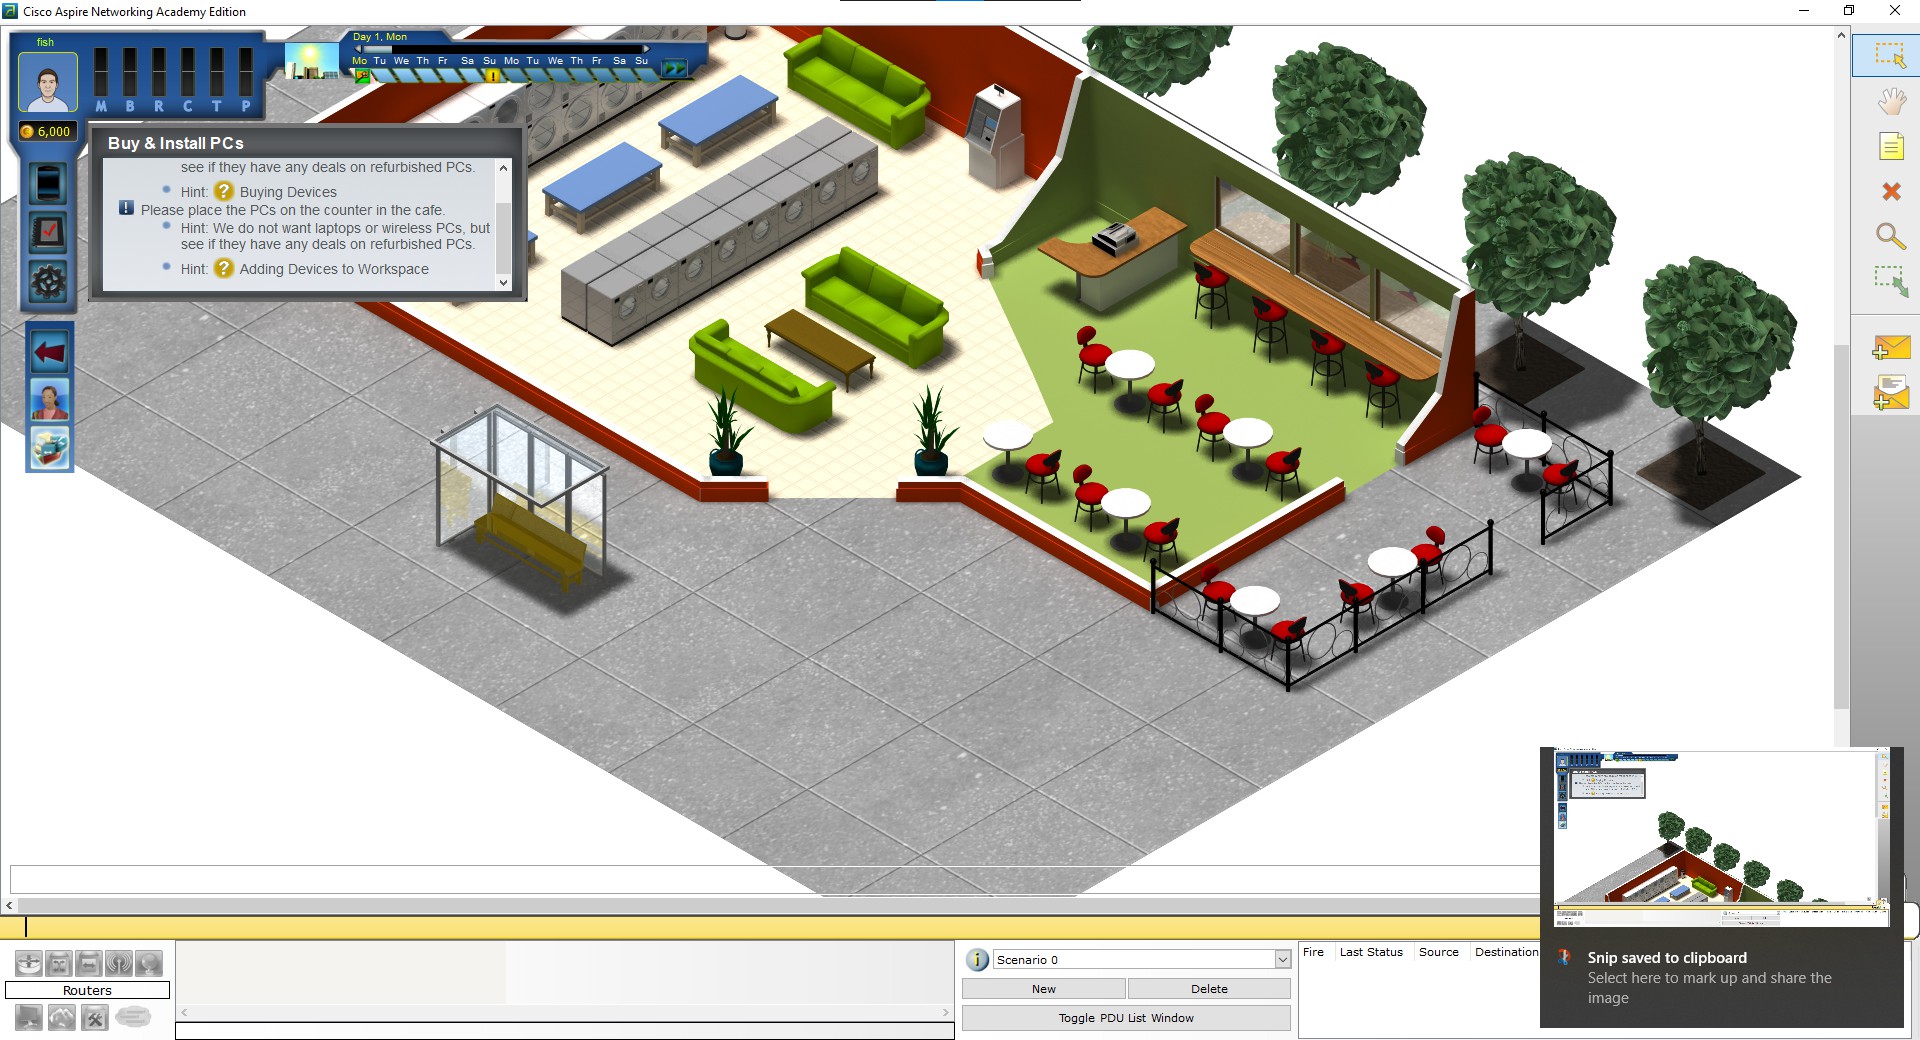 Cisco Aspire Networking Academy Edition
fish
M B R C T P
6,000
Day 1, Mon
Mo Tu We Th Fr Sa Su Mo Tu We Th Fr Sa Su
Buy & Install PCs
see if they have any deals on refurbished PCs.
Hint: ? Buying Devices
! Please place the PCs on the counter in the cafe.
Hint: We do not want laptops or wireless PCs, but
see if they have any deals on refurbished PCs.
Hint: ? Adding Devices to Workspace
Routers
i Scenario 0
New Delete
Toggle PDU List Window
Fire Last Status Source Destination
Snip saved to clipboard
Select here to mark up and share the
image